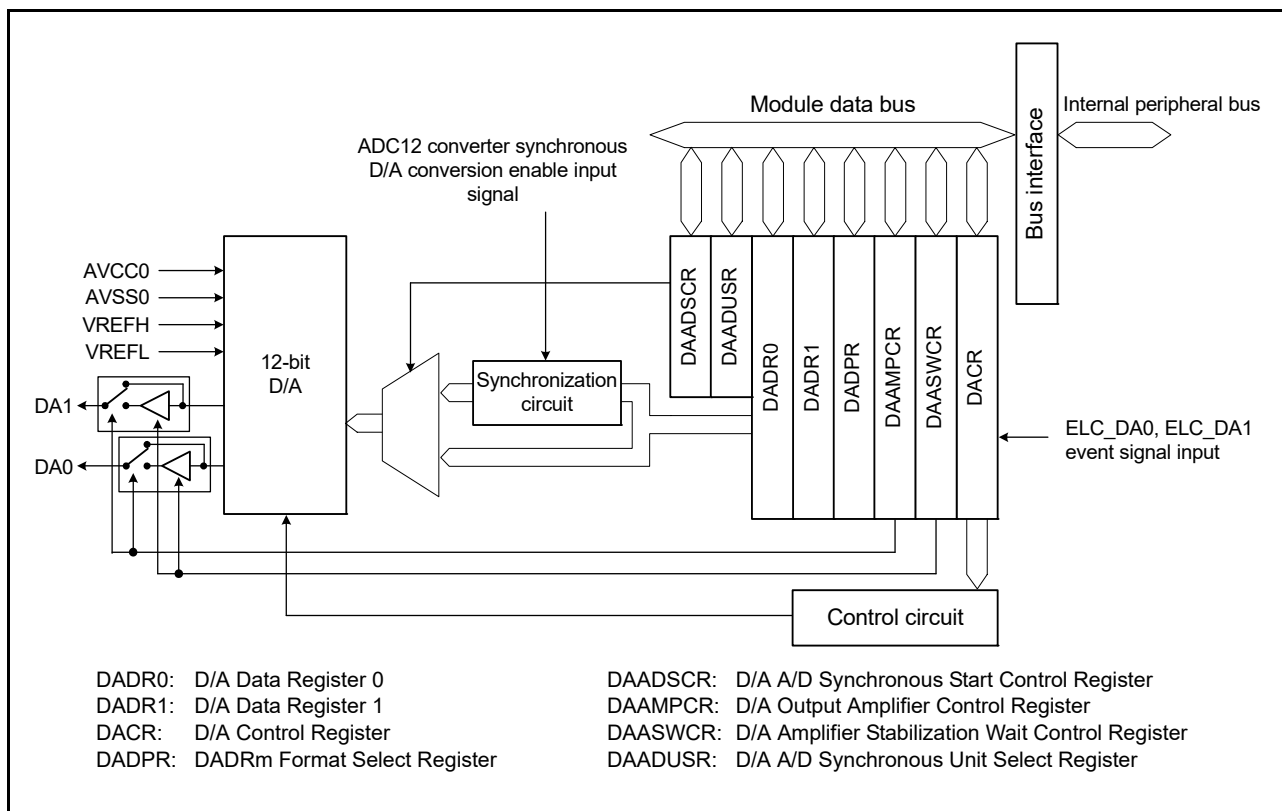 Module data bus
Internal peripheral bus
Bus interface
ADC12 converter synchronous
D/A conversion enable input
signal
AVCC0
AVSS0
VREFH
VREFL
12-bit
D/A
DA1
DA0
Synchronization
circuit
DAADSCR
DAADUSR
DADR0
DADR1
DADPR
DAAMPCR
DAASWCR
DACR
ELC_DA0, ELC_DA1
event signal input
Control circuit
DADR0: D/A Data Register 0
DADR1: D/A Data Register 1
DACR: D/A Control Register
DADPR: DADRm Format Select Register
DAADSCR: D/A A/D Synchronous Start Control Register
DAAMPCR: D/A Output Amplifier Control Register
DAASWCR: D/A Amplifier Stabilization Wait Control Register
DAADUSR: D/A A/D Synchronous Unit Select Register